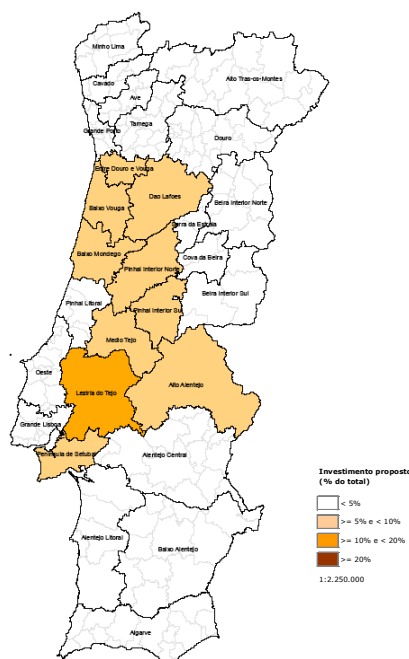 Minho Lima
Alto Tras-os-Montes
Cavado
Ave
Tamega
Grande Porto
Douro
Entre Douro e Vouga
Dao Lafoes
Beira Interior Norte
Baixo Vouga
Serra da Estrela
Baixo Mondego
Cova da Beira
Pinhal Interior Norte
Beira Interior Sul
Pinhal Litoral
Pinhal Interior Sul
Medio Tejo
Oeste
Alto Alentejo
Leziria do Tejo
Grande Lisboa
Peninsula de Setubal
Alentejo Central
Alentejo Litoral
Baixo Alentejo
Algarve
Investimento proposto
(% do total)
< 5%
>= 5% e < 10%
>= 10% e < 20%
>= 20%
1:2.250.000